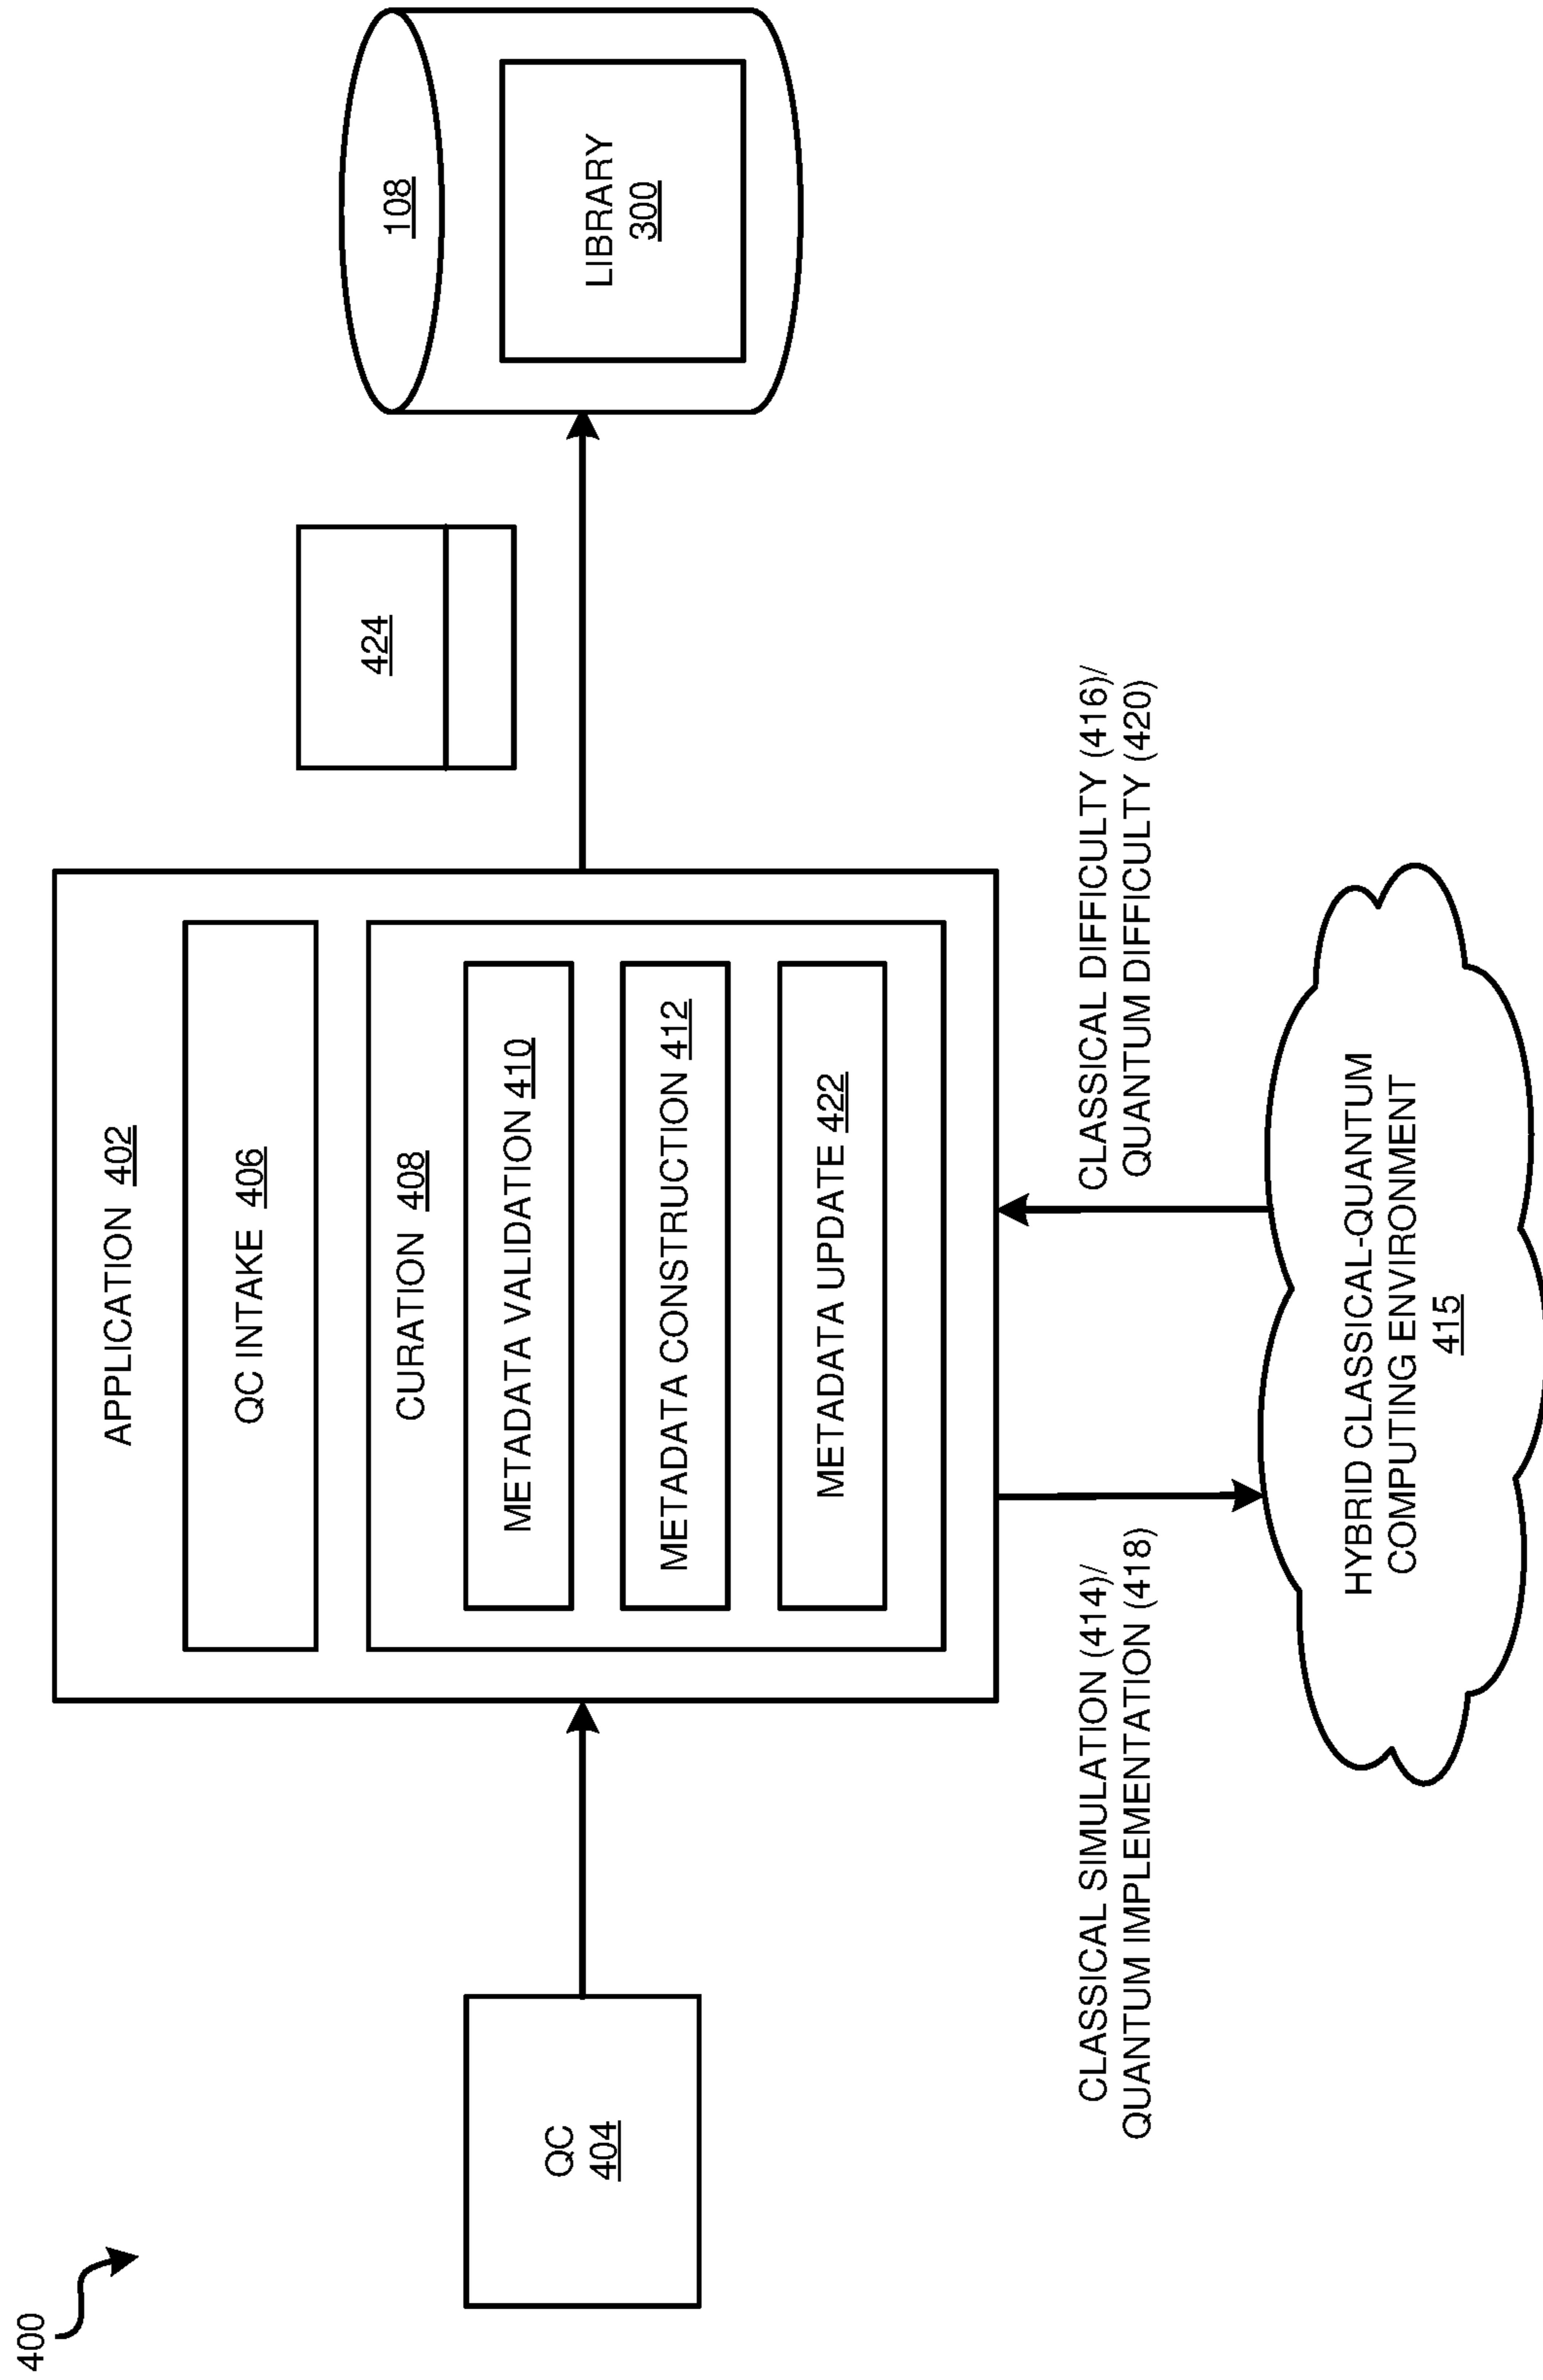 400
QC
404
APPLICATION 402
QC INTAKE 406
CURATION 408
METADATA VALIDATION 410
METADATA CONSTRUCTION 412
METADATA UPDATE 422
424
108
LIBRARY
300
CLASSICAL SIMULATION (414)/
QUANTUM IMPLEMENTATION (418)
CLASSICAL DIFFICULTY (416)/
QUANTUM DIFFICULTY (420)
HYBRID CLASSICAL-QUANTUM
COMPUTING ENVIRONMENT
415